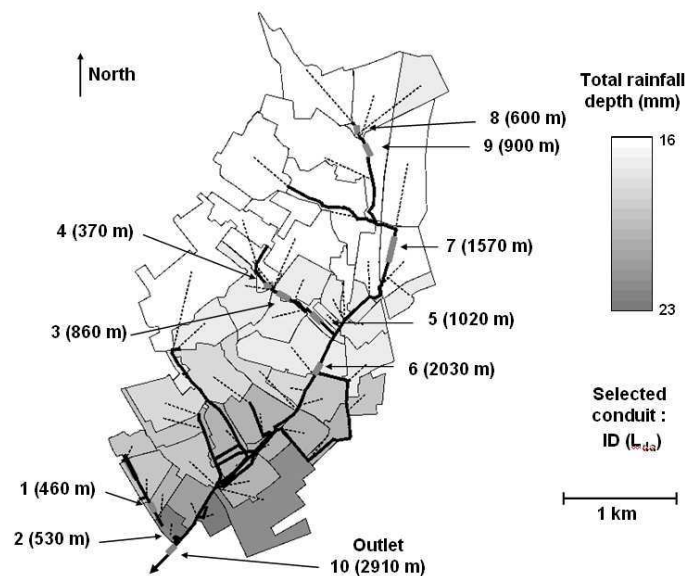 North
Total rainfall
depth (mm)
16
23
8 (600 m)
9 (900 m)
4 (370 m)
7 (1570 m)
3 (860 m)
5 (1020 m)
6 (2030 m)
Selected
conduit :
ID (L
1 (460 m)
1 km
2 (530 m)
Outlet
10 (2910 m)